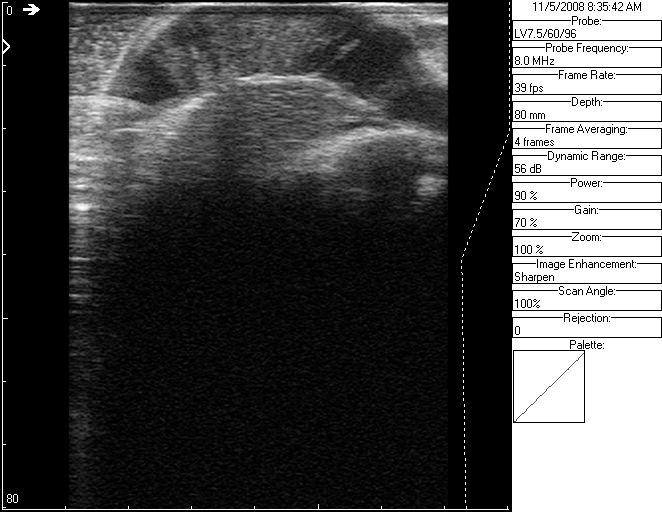 0
80
11/5/2008 8:35:42 AM
Probe:
LV7.5/60/96
Probe Frequency:
8.0 MHz
Frame Rate:
39 fps
Depth:
80 mm
Frame Averaging:
4 frames
Dynamic Range:
56 dB
Power:
90 %
Gain:
70 %
Zoom:
100 %
Image Enhancement:
Sharpen
Scan Angle:
100%
Rejection:
0
Palette: